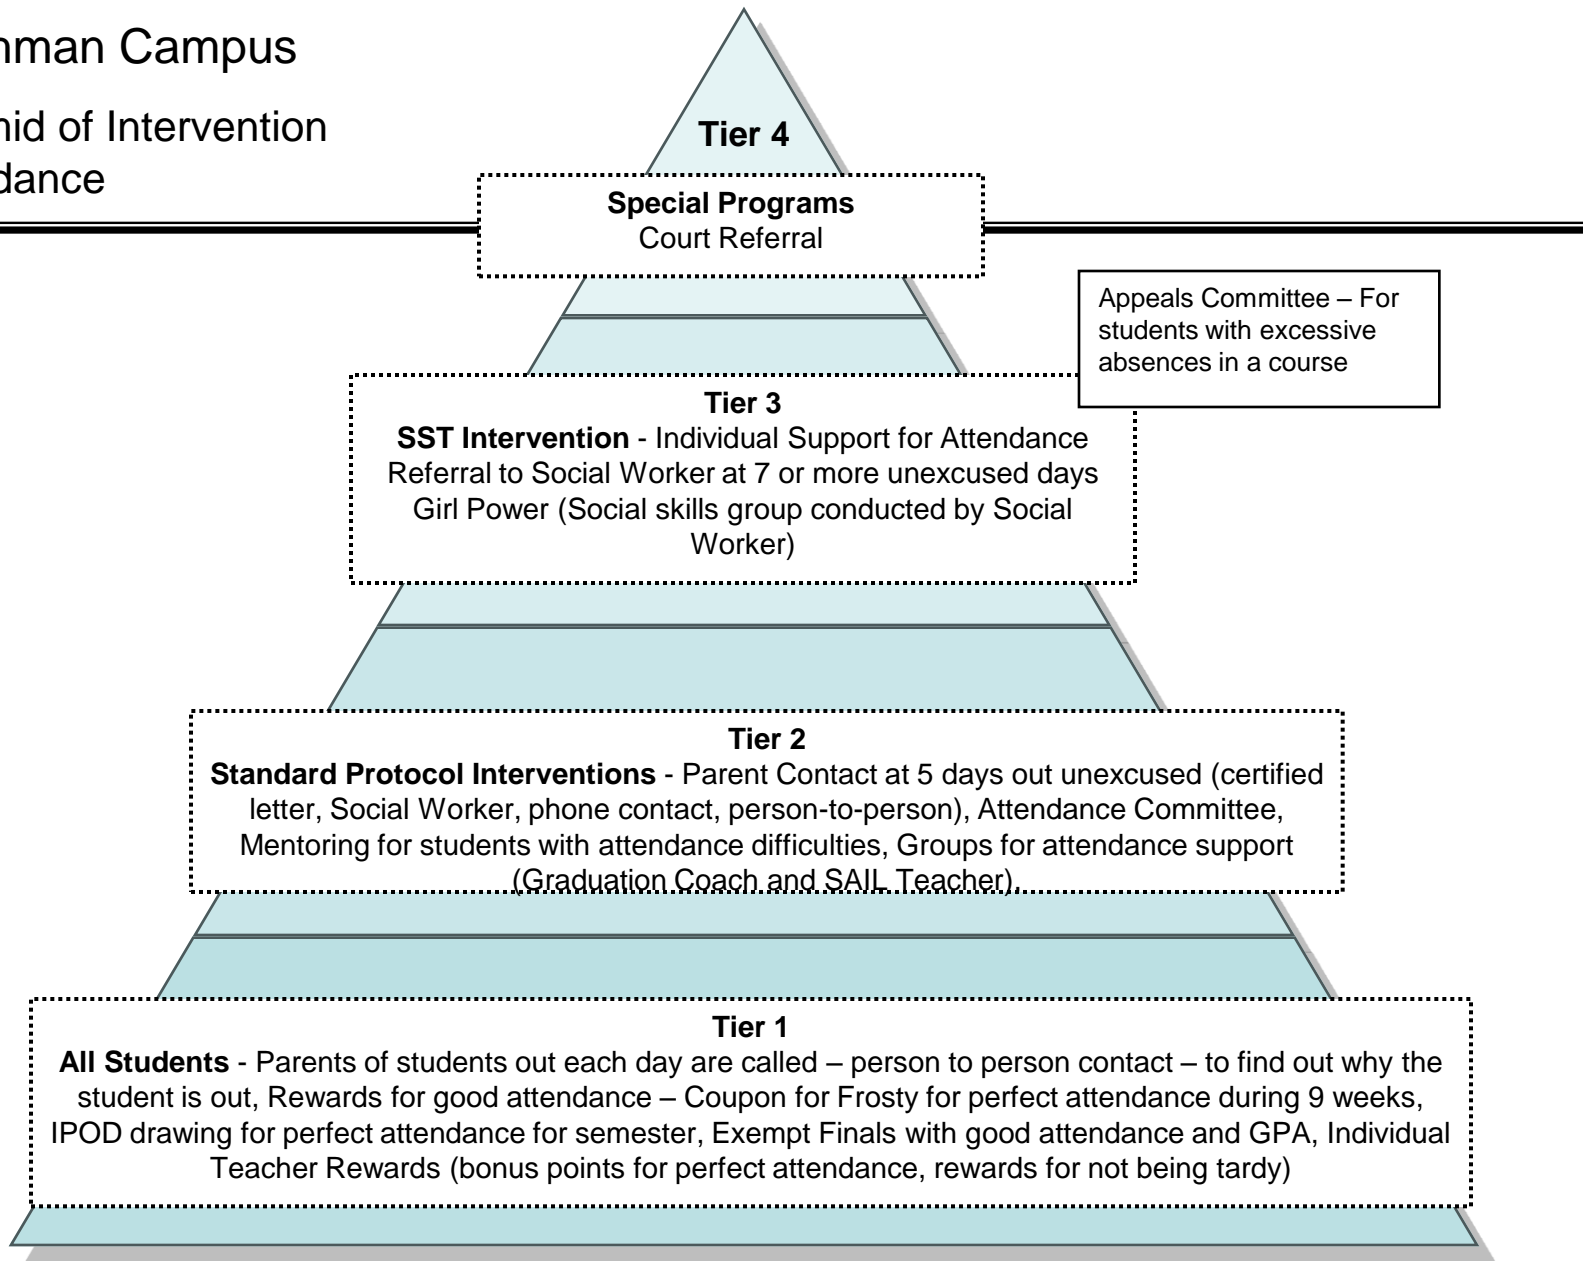 hman Campus
mid of Intervention
dance
Tier 4
Special Programs
Court Referral
Appeals Committee – For
students with excessive
absences in a course
Tier 3
SST Intervention - Individual Support for Attendance
Referral to Social Worker at 7 or more unexcused days
Girl Power (Social skills group conducted by Social
Worker)
Tier 2
Standard Protocol Interventions - Parent Contact at 5 days out unexcused (certified
letter, Social Worker, phone contact, person-to-person), Attendance Committee,
Mentoring for students with attendance difficulties, Groups for attendance support
(Graduation Coach and SAIL Teacher),
Tier 1
All Students - Parents of students out each day are called – person to person contact – to find out why the
student is out, Rewards for good attendance – Coupon for Frosty for perfect attendance during 9 weeks,
IPOD drawing for perfect attendance for semester, Exempt Finals with good attendance and GPA, Individual
Teacher Rewards (bonus points for perfect attendance, rewards for not being tardy)